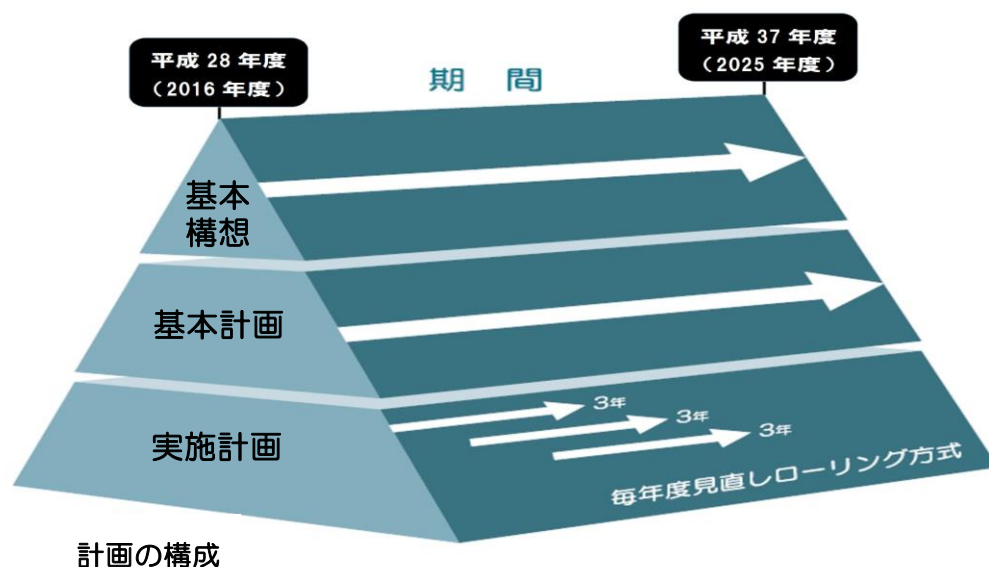 平成 28 年度
（2016 年度）
期 間
平成 37 年度
（2025 年度）
基本
構想
基本計画
実施計画
3年
3年
3年
毎年度見直しローリング方式
計画の構成